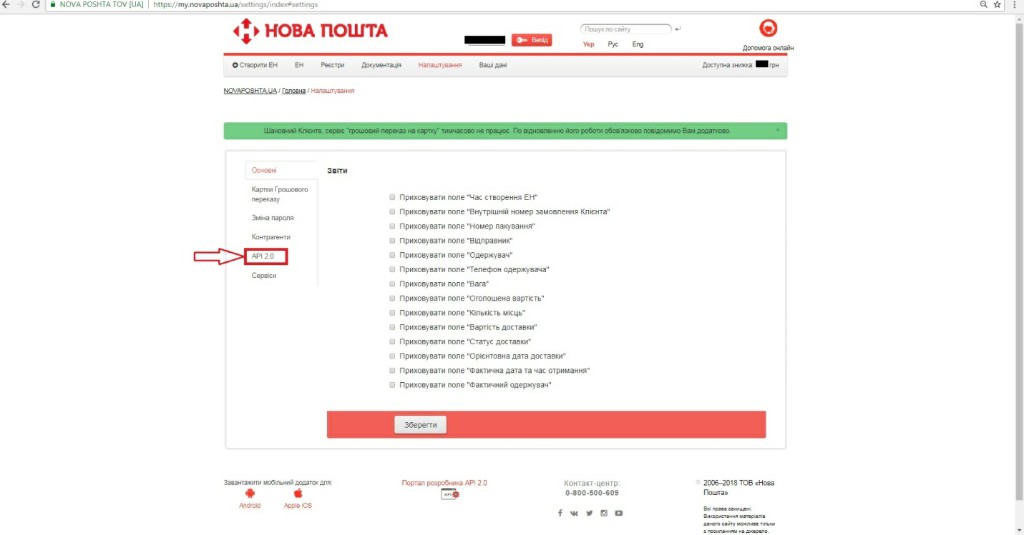 NOVA POSHTA TOV [UA]
https://my.novaposhta.ua/settings/index#settings
НОВА ПОШТА
Вихід
Пошук по сайту
Укр Рус Eng
Допомога онлайн
Створити ЕН ЕН Реєстри Документація Налаштування Ваші дані Доступна знижка: грн
NOVAPOSHTA.UA / Головна / Налаштування
Шановний Клієнте, сервіс "грошовий переказ на картку" тимчасово не працює. По відновленню його роботи обов'язково повідомимо Вам додатково. ×
Основні
Картки Грошового
переказу
Зміна пароля
Контрагенти
API 2.0
Сервіси
Звіти
Приховувати поле "Час створення ЕН"
Приховувати поле "Внутрішній номер замовлення Клієнта"
Приховувати поле "Номер пакування"
Приховувати поле "Відправник"
Приховувати поле "Одержувач"
Приховувати поле "Телефон одержувача"
Приховувати поле "Вага"
Приховувати поле "Оголошена вартість"
Приховувати поле "Кількість місць"
Приховувати поле "Вартість доставки"
Приховувати поле "Статус доставки"
Приховувати поле "Орієнтовна дата доставки"
Приховувати поле "Фактична дата та час отримання"
Приховувати поле "Фактичний одержувач"
Зберегти
Завантажити мобільний додаток для:
Android Apple iOS
Портал розробника API 2.0
API
Контакт-центр:
0-800-500-609
© 2006–2018 ТОВ «Нова
Пошта»
Всі права захищені.
Використання матеріалів
даного сайту можливе тільки
з посиланням на джерело.